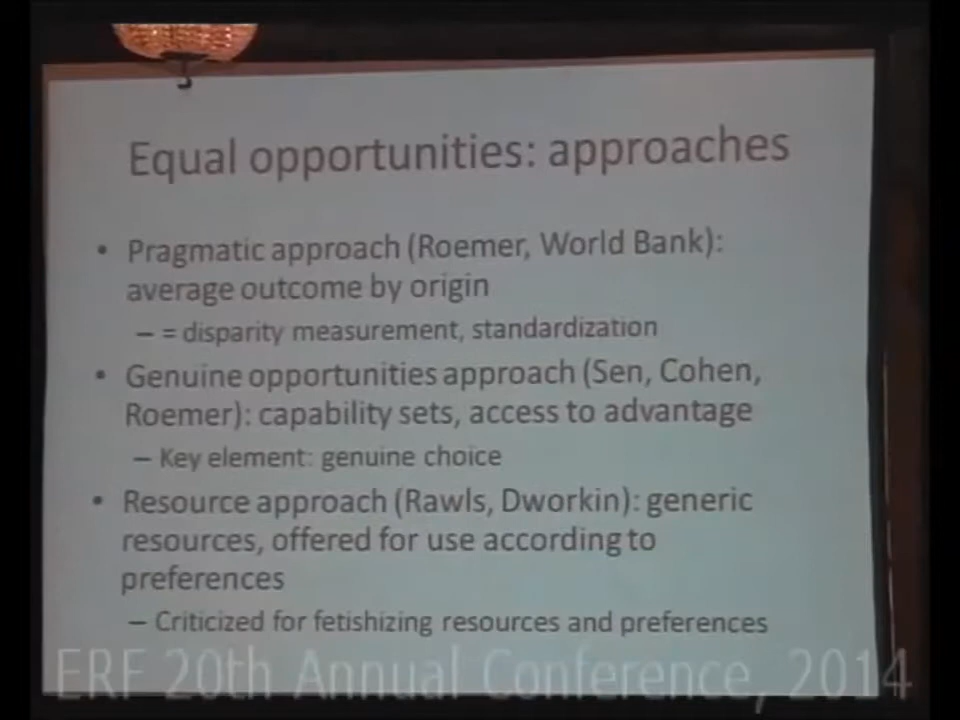 Equal opportunities: approaches
• Pragmatic approach (Roemer, World Bank):
average outcome by origin
– = disparity measurement, standardization
• Genuine opportunities approach (Sen, Cohen,
Roemer): capability sets, access to advantage
– Key element: genuine choice
• Resource approach (Rawls, Dworkin): generic
resources, offered for use according to
preferences
– Criticized for fetishizing resources and preferences
ERF 20th Annual Conference, 2014